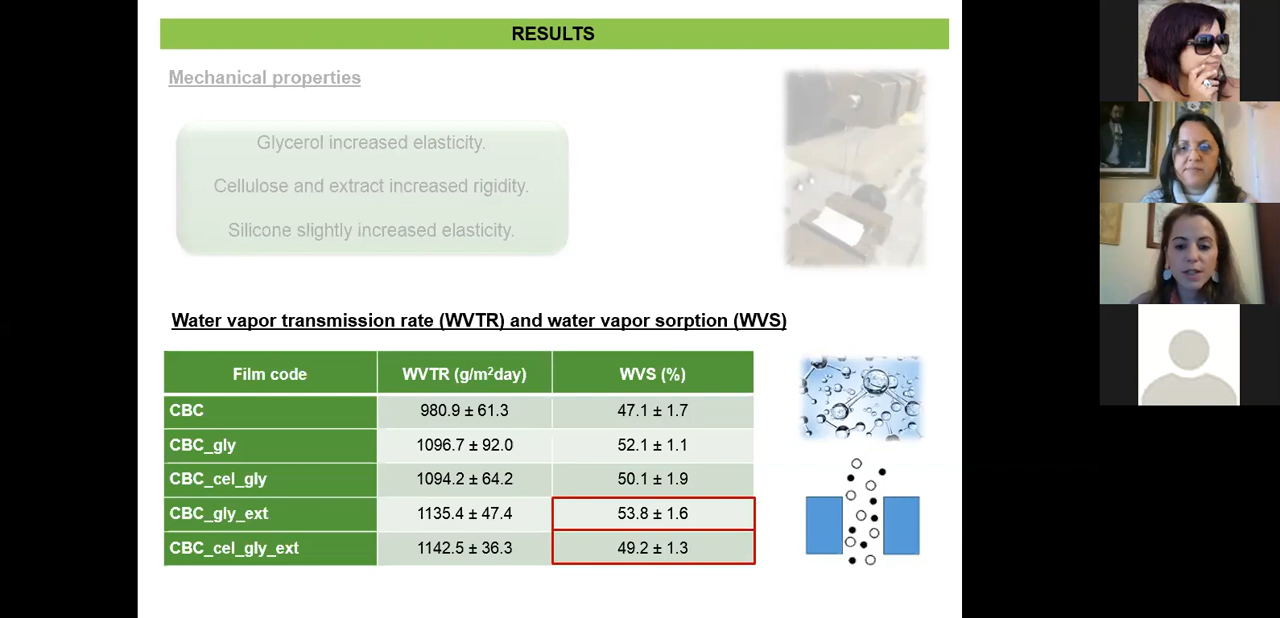 RESULTS
Mechanical properties
Glycerol increased elasticity.
Cellulose and extract increased rigidity.
Silicone slightly increased elasticity.
Water vapor transmission rate (WVTR) and water vapor sorption (WVS)
Film code WVTR (g/m²day) WVS (%)
CBC 980.9 ± 61.3 47.1 ± 1.7
CBC_gly 1096.7 ± 92.0 52.1 ± 1.1
CBC_cel_gly 1094.2 ± 64.2 50.1 ± 1.9
CBC_gly_ext 1135.4 ± 47.4 53.8 ± 1.6
CBC_cel_gly_ext 1142.5 ± 36.3 49.2 ± 1.3